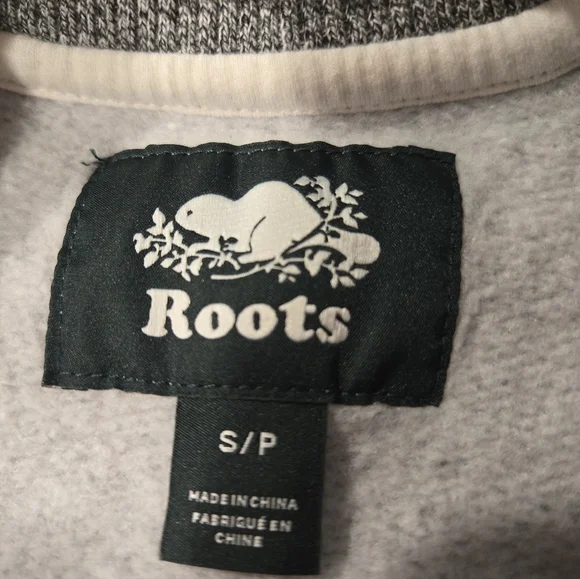 Roots
S/P
MADE IN CHINA
FABRIQUÉ EN
CHINE